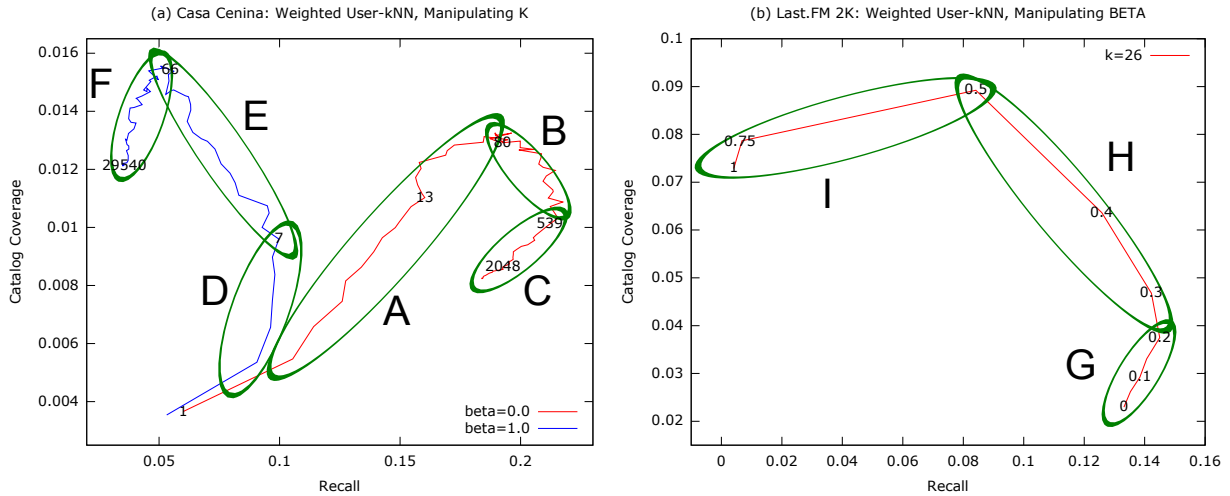 (a) Casa Cenina: Weighted User-kNN, Manipulating K
0.016
0.014
0.012
0.01
0.008
0.006
0.004
Catalog Coverage
0.05
0.1
0.15
0.2
Recall
F
66
E
29540
7
D
A
13
80
B
539
2048
C
1
beta=0.0
beta=1.0
(b) Last.FM 2K: Weighted User-kNN, Manipulating BETA
0.1
0.09
0.08
0.07
0.06
0.05
0.04
0.03
0.02
Catalog Coverage
0
0.02
0.04
0.06
0.08
0.1
0.12
0.14
0.16
Recall
k=26
0.5
0.75
1
I
H
0.4
0.3
0.2
G
0.1
0